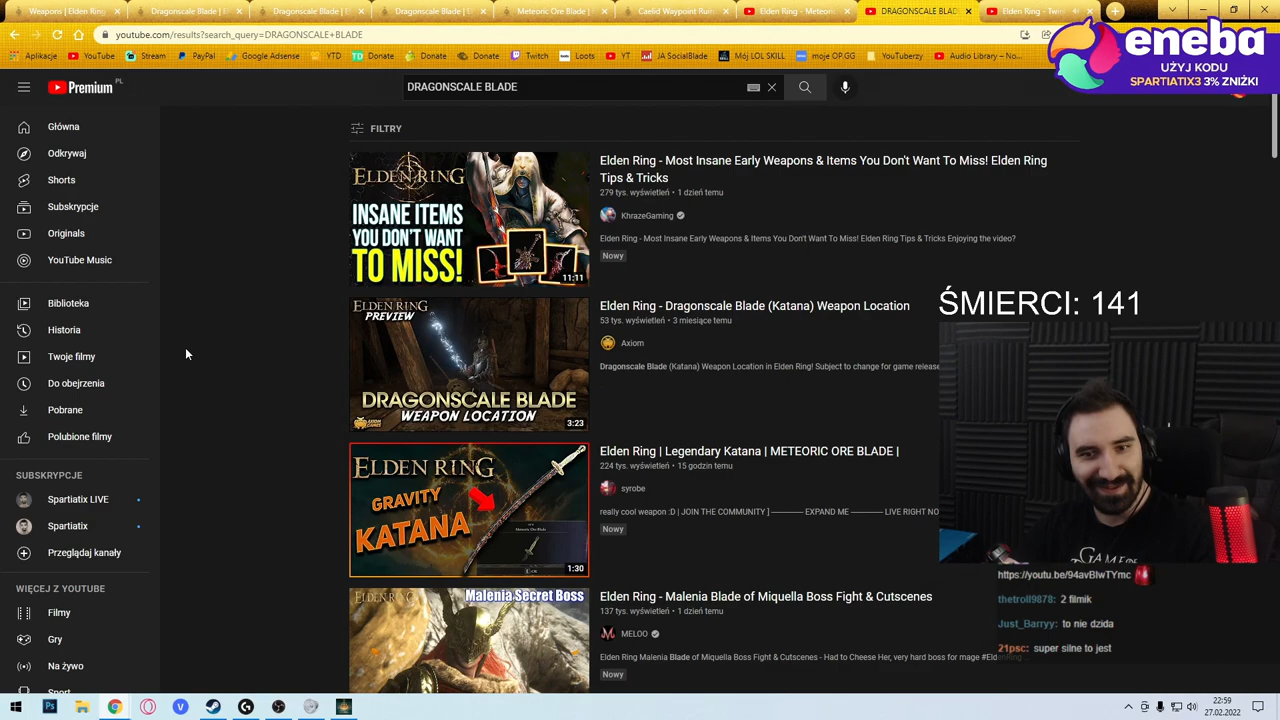 Weapons | Elden Ring
Dragonscale Blade | E
Dragonscale Blade | E
Dragonscale Blade | E
Meteoric Ore Blade |
Caelid Waypoint Ruin
Elden Ring - Meteoric
DRAGONSCALE BLAD
Elden Ring - Twin
youtube.com/results?search_query=DRAGONSCALE+BLADE
Aplikacje
YouTube
Stream
PayPal
Google Adsense
YTD
Donate
Donate
Donate
Twitch
Loots
YT
JA SocialBlade
Mój LOL SKILL
moje OP.GG
YouTuberzy
Audio Library – No...
eneba
UŻYJ KODU
SPARTIATIX3 3% ZNIŻKI
Premium PL
DRAGONSCALE BLADE
Główna
Odkrywaj
Shorts
Subskrypcje
Originals
YouTube Music
Biblioteka
Historia
Twoje filmy
Do obejrzenia
Pobrane
Polubione filmy
SUBSKRYPCJE
Spartiatix LIVE
Spartiatix
Przeglądaj kanały
WIĘCEJ Z YOUTUBE
Filmy
Gry
Na żywo
Sport
FILTRY
ELDEN RING
INSANE ITEMS
YOU DON'T WANT
TO MISS!
11:11
Elden Ring - Most Insane Early Weapons & Items You Don't Want To Miss! Elden Ring
Tips & Tricks
279 tys. wyświetleń • 1 dzień temu
KhrazeGaming
Elden Ring - Most Insane Early Weapons & Items You Don't Want To Miss! Elden Ring Tips & Tricks Enjoying the video?
Nowy
ELDEN RING
PREVIEW
DRAGONSCALE BLADE
WEAPON LOCATION
3:23
Elden Ring - Dragonscale Blade (Katana) Weapon Location
53 tys. wyświetleń • 3 miesiące temu
Axiom
Dragonscale Blade (Katana) Weapon Location in Elden Ring! Subject to change for game release
ELDEN RING
GRAVITY
KATANA
Meteoric Ore Blade
1:30
Elden Ring | Legendary Katana | METEORIC ORE BLADE |
224 tys. wyświetleń • 15 godzin temu
syrobe
really cool weapon :D | JOIN THE COMMUNITY ] ———— EXPAND ME ———— LIVE RIGHT NO
Nowy
ELDEN RING
Malenia Secret Boss
Elden Ring - Malenia Blade of Miquella Boss Fight & Cutscenes
137 tys. wyświetleń • 1 dzień temu
MELOO
Elden Ring Malenia Blade of Miquella Boss Fight & Cutscenes - Had to Cheese Her, very hard boss for mage #Elden Ring
Nowy
ŚMIERCI: 141
GAME
https://youtu.be/94avBlwTYmc
thetroll9878: 2 filmik
Just_Barryy: to nie dzida
21psc: super silne to jest
22:59
27.02.2022